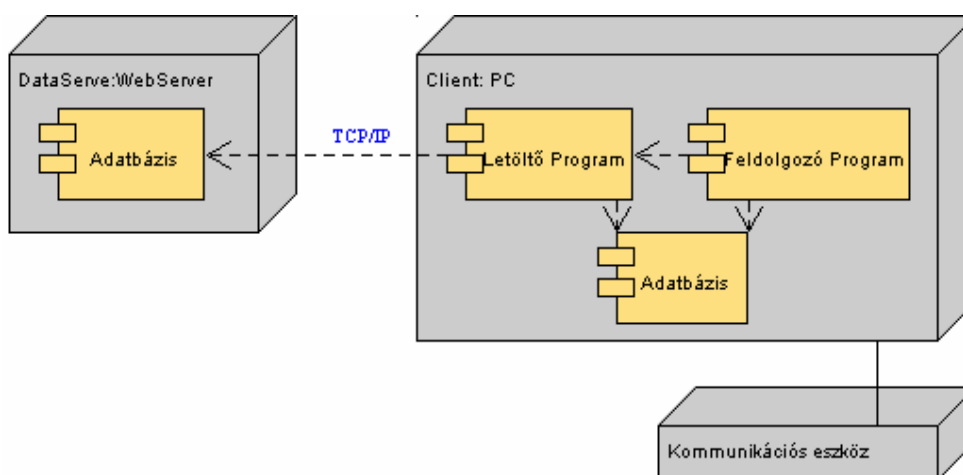 DataServe:WebServer
Adatbázis
TCP/IP
Client: PC
Letöltő Program
Feldolgozó Program
Adatbázis
Kommunikációs eszköz